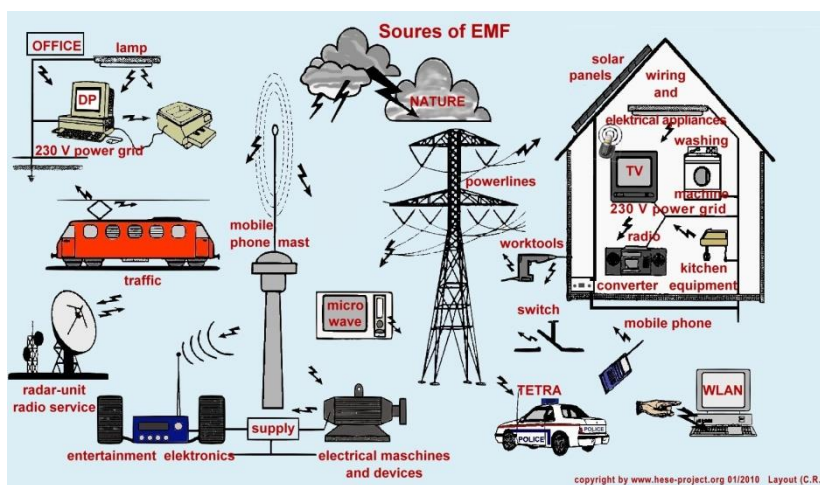 Soures of EMF
OFFICE
lamp
DP
230 V power grid
NATURE
solar
panels
wiring
and
elektrical appliances
washing
TV
machine
230 V power grid
radio
converter
kitchen
equipment
powerlines
mobile
phone mast
traffic
worktools
micro
wave
switch
mobile phone
radar-unit
radio service
TETRA
POLICE
POLICE
WLAN
supply
entertainment elektronics
electrical maschines
and devices
copyright by www.hese-project.org 01/2010 Layout (C.R.